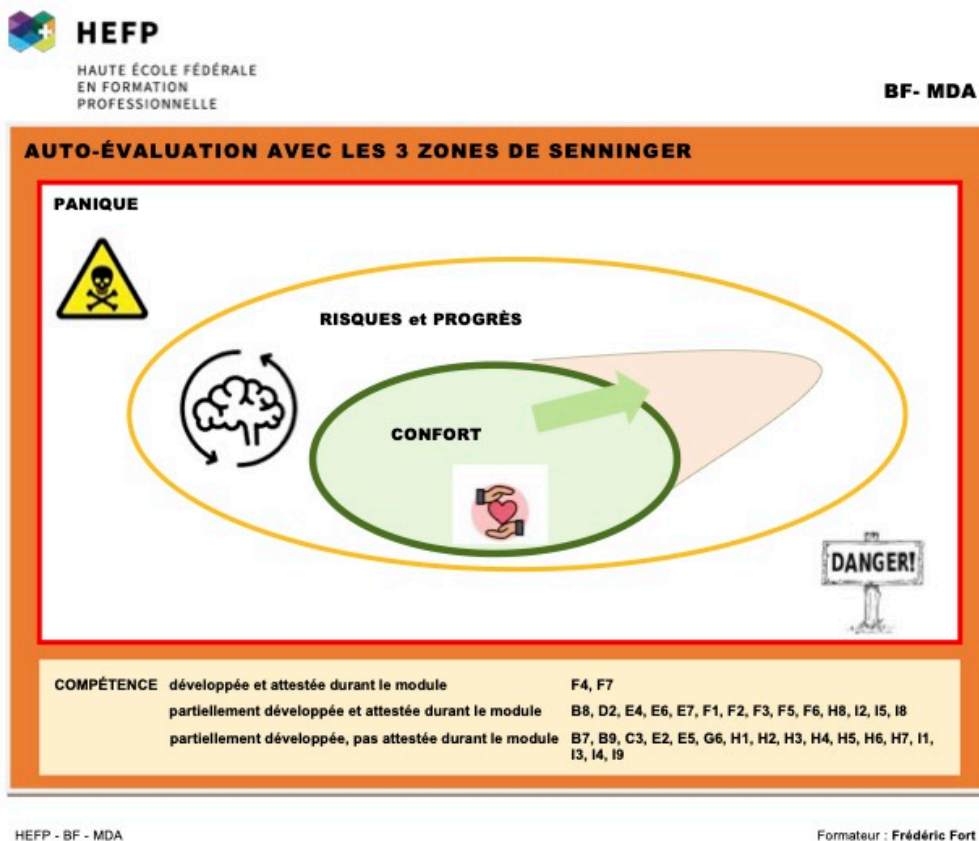 HEFP
HAUTE ÉCOLE FÉDÉRALE
EN FORMATION
PROFESSIONNELLE
BF- MDA
AUTO-ÉVALUATION AVEC LES 3 ZONES DE SENNINGER
PANIQUE
RISQUES et PROGRÈS
CONFORT
DANGER!
COMPÉTENCE développée et attestée durant le module F4, F7
partiellement développée et attestée durant le module B8, D2, E4, E6, E7, F1, F2, F3, F5, F6, H8, I2, I5, I8
partiellement développée, pas attestée durant le module B7, B9, C3, E2, E5, G6, H1, H2, H3, H4, H5, H6, H7, I1,
I3, I4, I9
HEFP - BF - MDA
Formateur : Frédéric Fort